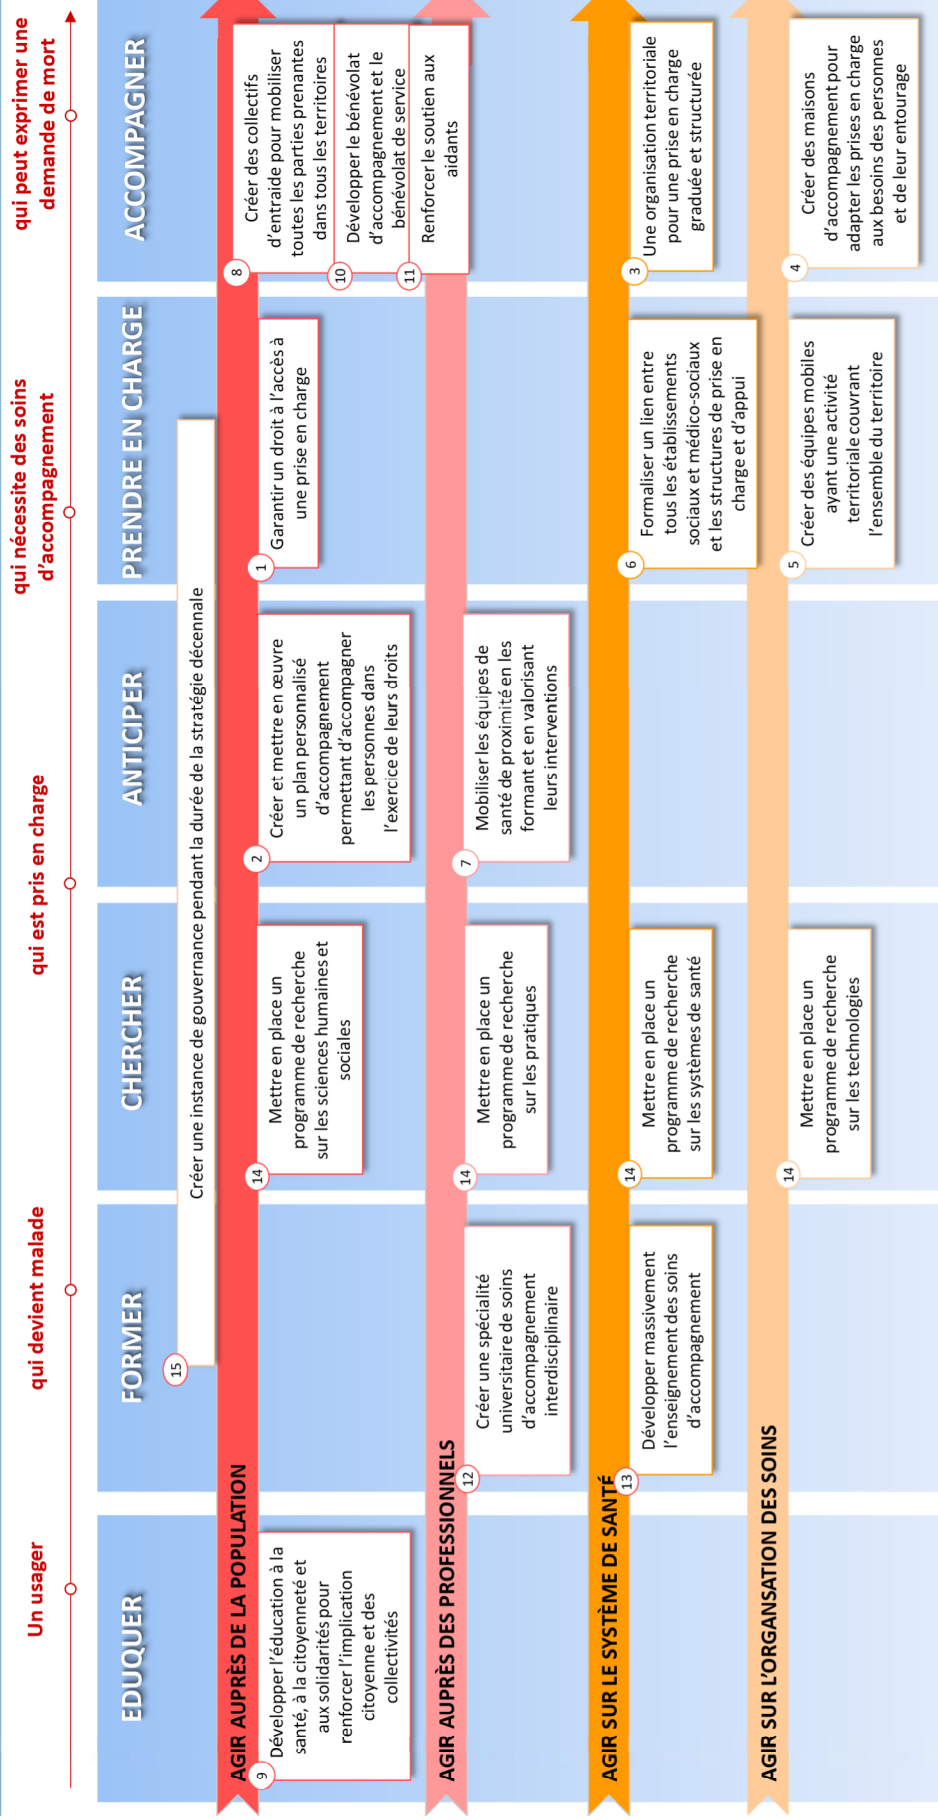 Un usager
qui devient malade
qui est pris en charge
qui nécessite des soins
d'accompagnement
qui peut exprimer une
demande de mort
EDUQUER
FORMER
CHERCHER
ANTICIPER
PRENDRE EN CHARGE
ACCOMPAGNER
15
Créer une instance de gouvernance pendant la durée de la stratégie décennale
AGIR AUPRÈS DE LA POPULATION
9
Développer l'éducation à la
santé, à la citoyenneté et
aux solidarités pour
renforcer l'implication
citoyenne et des
collectivités
14
Mettre en place un
programme de recherche
sur les sciences humaines et
sociales
2
Créer et mettre en œuvre
un plan personnalisé
d'accompagnement
permettant d'accompagner
les personnes dans
l'exercice de leurs droits
1
Garantir un droit à l'accès à
une prise en charge
8
Créer des collectifs
d'entraide pour mobiliser
toutes les parties prenantes
dans tous les territoires
10
Développer le bénévolat
d'accompagnement et le
bénévolat de service
11
Renforcer le soutien aux
aidants
AGIR AUPRÈS DES PROFESSIONNELS
12
Créer une spécialité
universitaire de soins
d'accompagnement
interdisciplinaire
14
Mettre en place un
programme de recherche
sur les pratiques
7
Mobiliser les équipes de
santé de proximité en les
formant et en valorisant
leurs interventions
AGIR SUR LE SYSTÈME DE SANTÉ
13
Développer massivement
l'enseignement des soins
d'accompagnement
14
Mettre en place un
programme de recherche
sur les systèmes de santé
6
Formaliser un lien entre
tous les établissements
sociaux et médico-sociaux
et les structures de prise en
charge et d'appui
3
Une organisation territoriale
pour une prise en charge
graduée et structurée
AGIR SUR L'ORGANSATION DES SOINS
14
Mettre en place un
programme de recherche
sur les technologies
5
Créer des équipes mobiles
ayant une activité
territoriale couvrant
l'ensemble du territoire
4
Créer des maisons
d'accompagnement pour
adapter les prises en charge
aux besoins des personnes
et de leur entourage